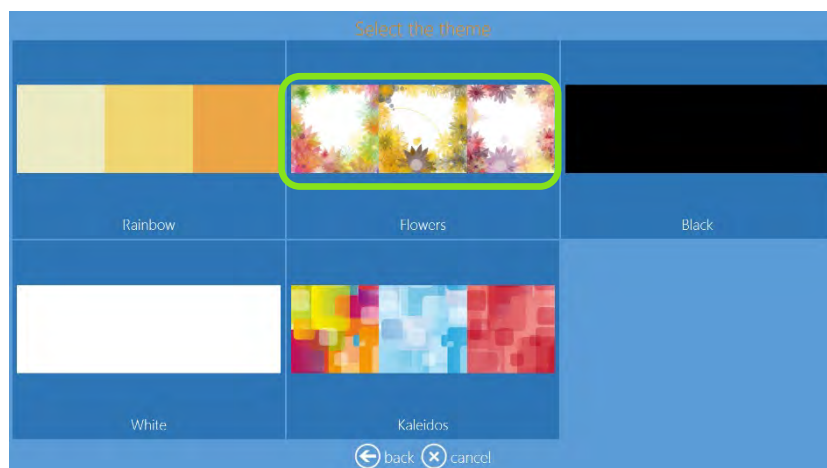 Select the theme
Rainbow
Flowers
Black
White
Kaleidos
back cancel